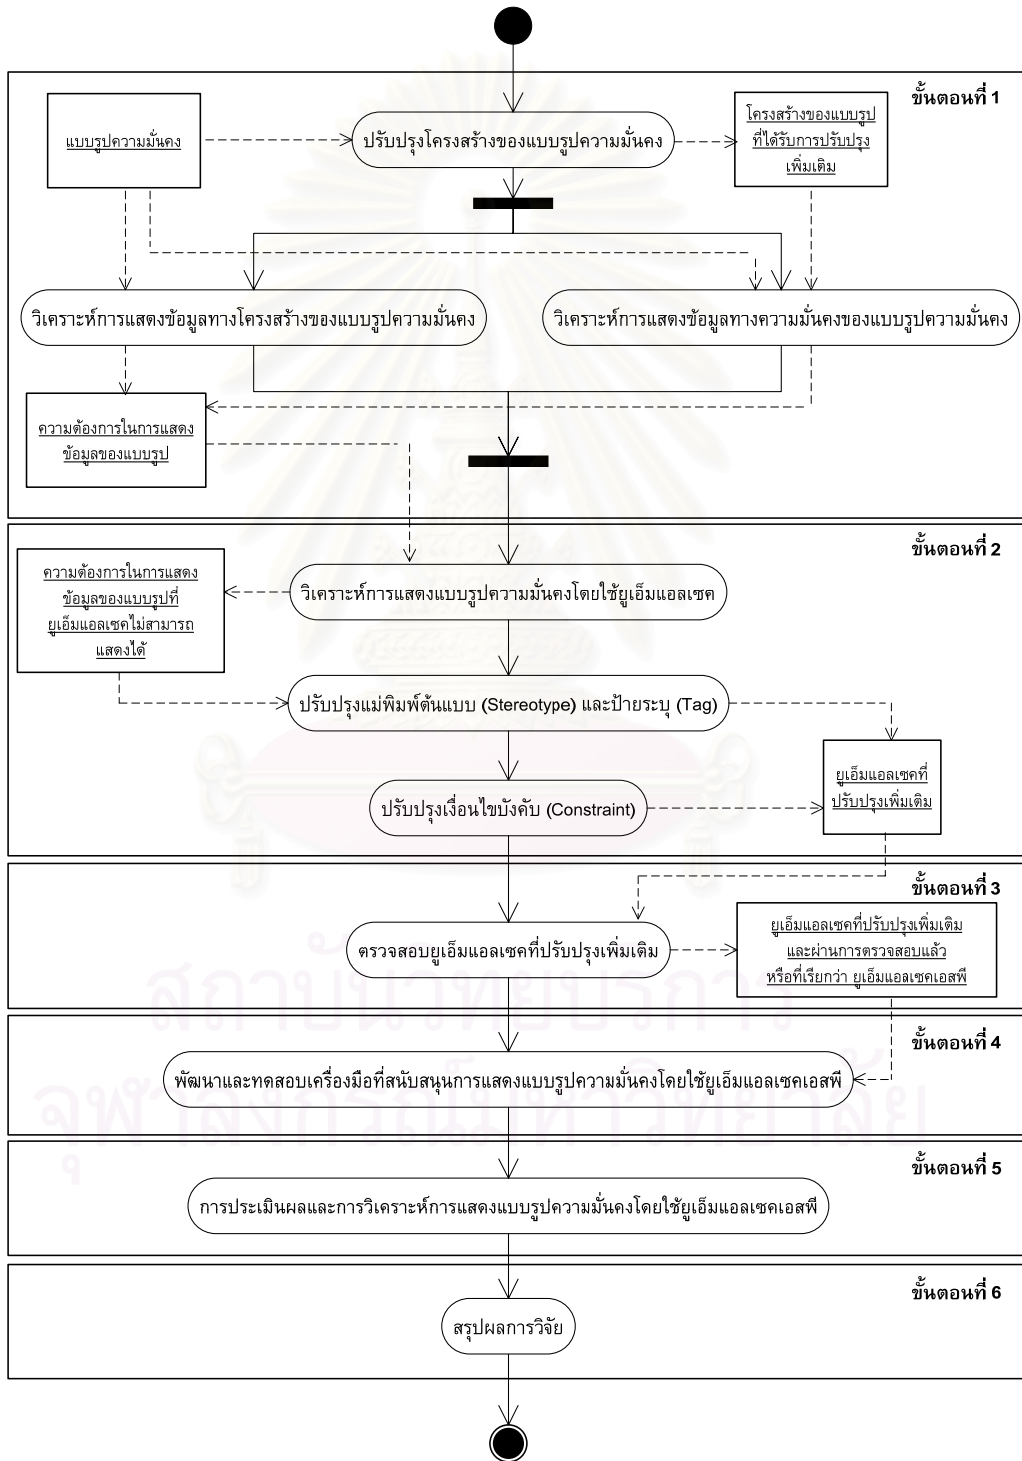 ขั้นตอนที่ 1
แบบรูปความมั่นคง
ปรับปรุงโครงสร้างของแบบรูปความมั่นคง
โครงสร้างของแบบรูป
ที่ได้รับการปรับปรุง
เพิ่มเติม
วิเคราะห์การแสดงข้อมูลทางโครงสร้างของแบบรูปความมั่นคง
วิเคราะห์การแสดงข้อมูลทางความมั่นคงของแบบรูปความมั่นคง
ความต้องการในการแสดง
ข้อมูลของแบบรูป
ขั้นตอนที่ 2
ความต้องการในการแสดง
ข้อมูลของแบบรูปที่
ยูเอ็มแอลเซคไม่สามารถ
แสดงได้
วิเคราะห์การแสดงแบบรูปความมั่นคงโดยใช้ยูเอ็มแอลเซค
ปรับปรุงแม่พิมพ์ต้นแบบ (Stereotype) และป้ายระบุ (Tag)
ยูเอ็มแอลเซคที่
ปรับปรุงเพิ่มเติม
ปรับปรุงเงื่อนไขบังคับ (Constraint)
ขั้นตอนที่ 3
ตรวจสอบยูเอ็มแอลเซคที่ปรับปรุงเพิ่มเติม
ยูเอ็มแอลเซคที่ปรับปรุงเพิ่มเติม
และผ่านการตรวจสอบแล้ว
หรือที่เรียกว่า ยูเอ็มแอลเซคเอสพี
สถาบันวิทยบริการ
ขั้นตอนที่ 4
พัฒนาและทดสอบเครื่องมือที่สนับสนุนการแสดงแบบรูปความมั่นคงโดยใช้ยูเอ็มแอลเซคเอสพี
จุฬาลงกรณ์มหาวิทยาลัย
ขั้นตอนที่ 5
การประเมินผลและการวิเคราะห์การแสดงแบบรูปความมั่นคงโดยใช้ยูเอ็มแอลเซคเอสพี
ขั้นตอนที่ 6
สรุปผลการวิจัย